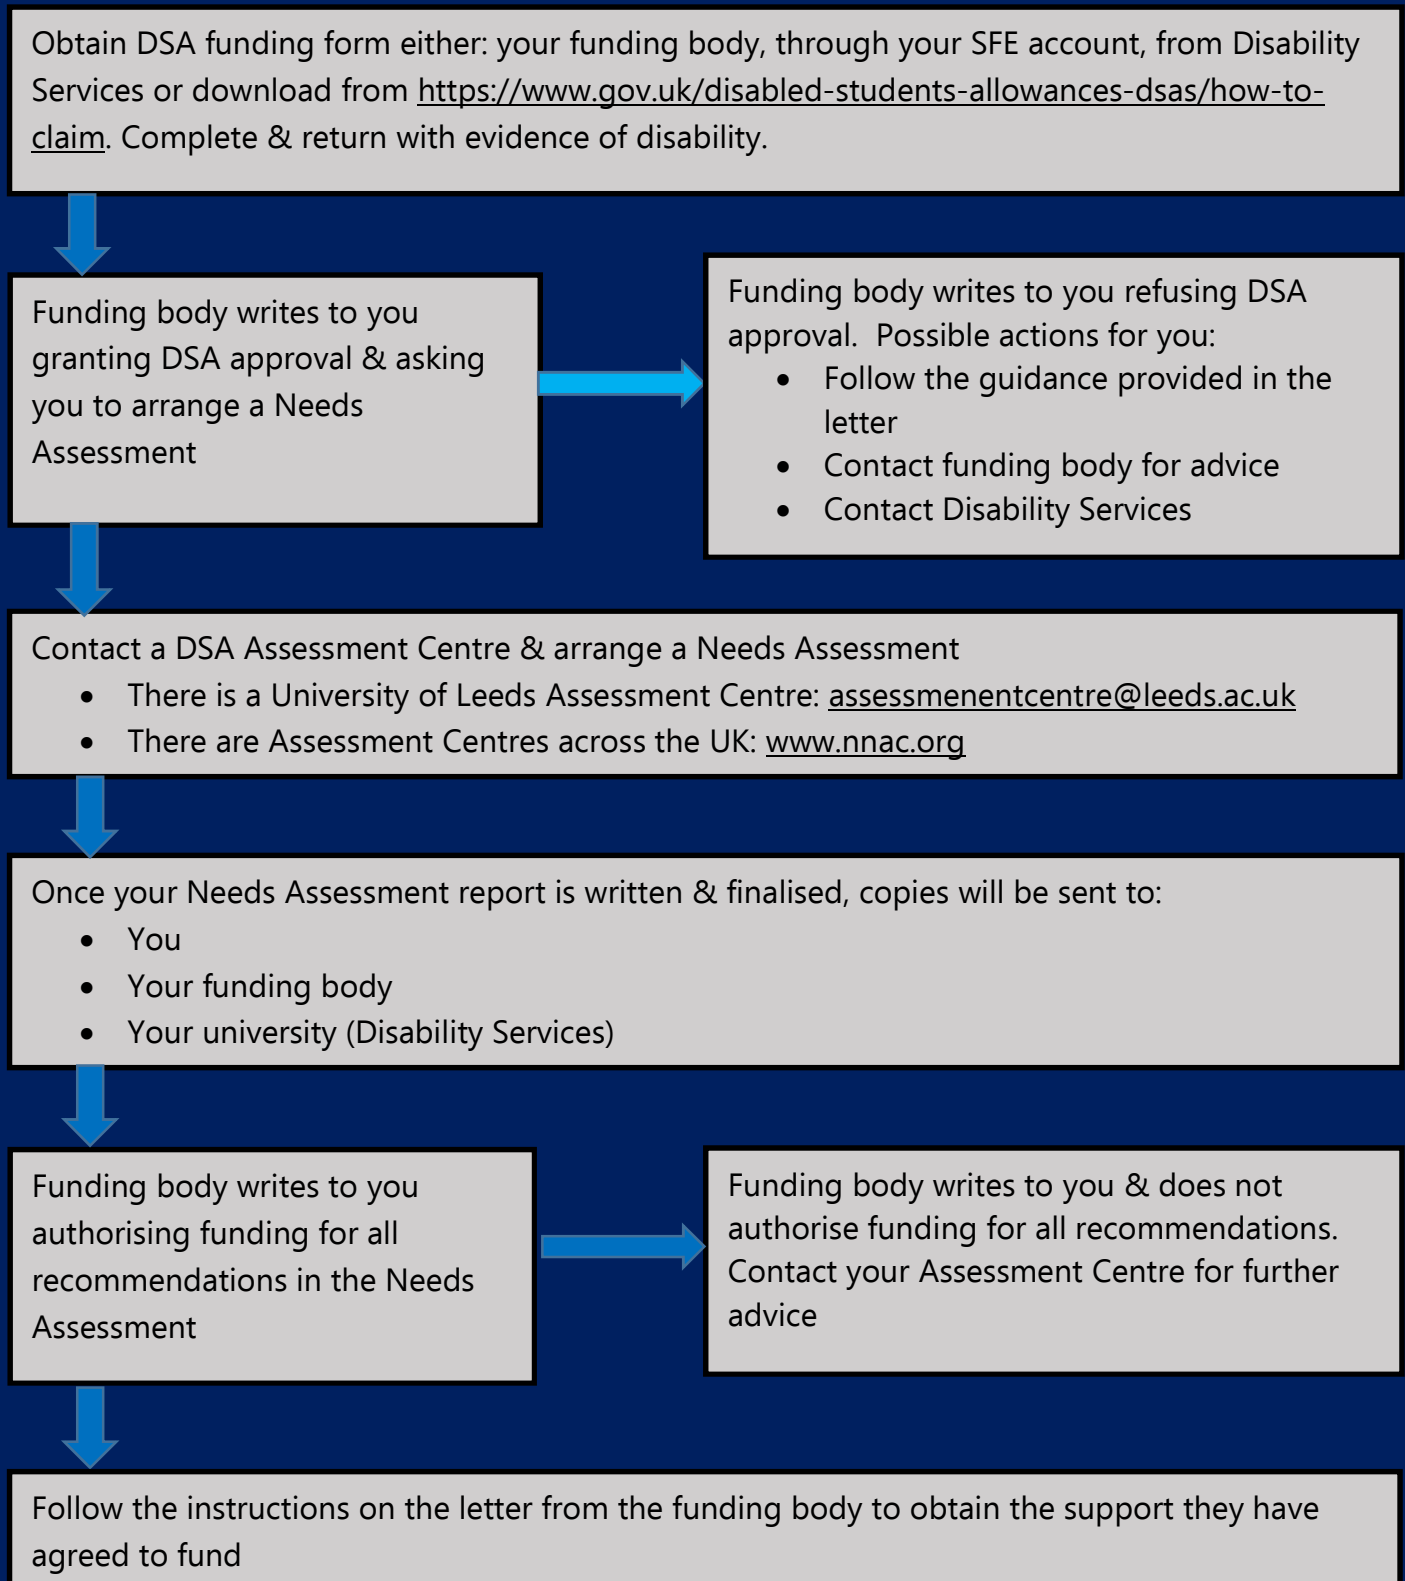 Obtain DSA funding form either: your funding body, through your SFE account, from Disability
Services or download from https://www.gov.uk/disabled-students-allowances-dsas/how-to-
claim. Complete & return with evidence of disability.
Funding body writes to you
granting DSA approval & asking
you to arrange a Needs
Assessment
Funding body writes to you refusing DSA
approval.  Possible actions for you:
• Follow the guidance provided in the
letter
• Contact funding body for advice
• Contact Disability Services
Contact a DSA Assessment Centre & arrange a Needs Assessment
• There is a University of Leeds Assessment Centre: assessmenentcentre@leeds.ac.uk
• There are Assessment Centres across the UK: www.nnac.org
Once your Needs Assessment report is written & finalised, copies will be sent to:
• You
• Your funding body
• Your university (Disability Services)
Funding body writes to you
authorising funding for all
recommendations in the Needs
Assessment
Funding body writes to you & does not
authorise funding for all recommendations.
Contact your Assessment Centre for further
advice
Follow the instructions on the letter from the funding body to obtain the support they have
agreed to fund